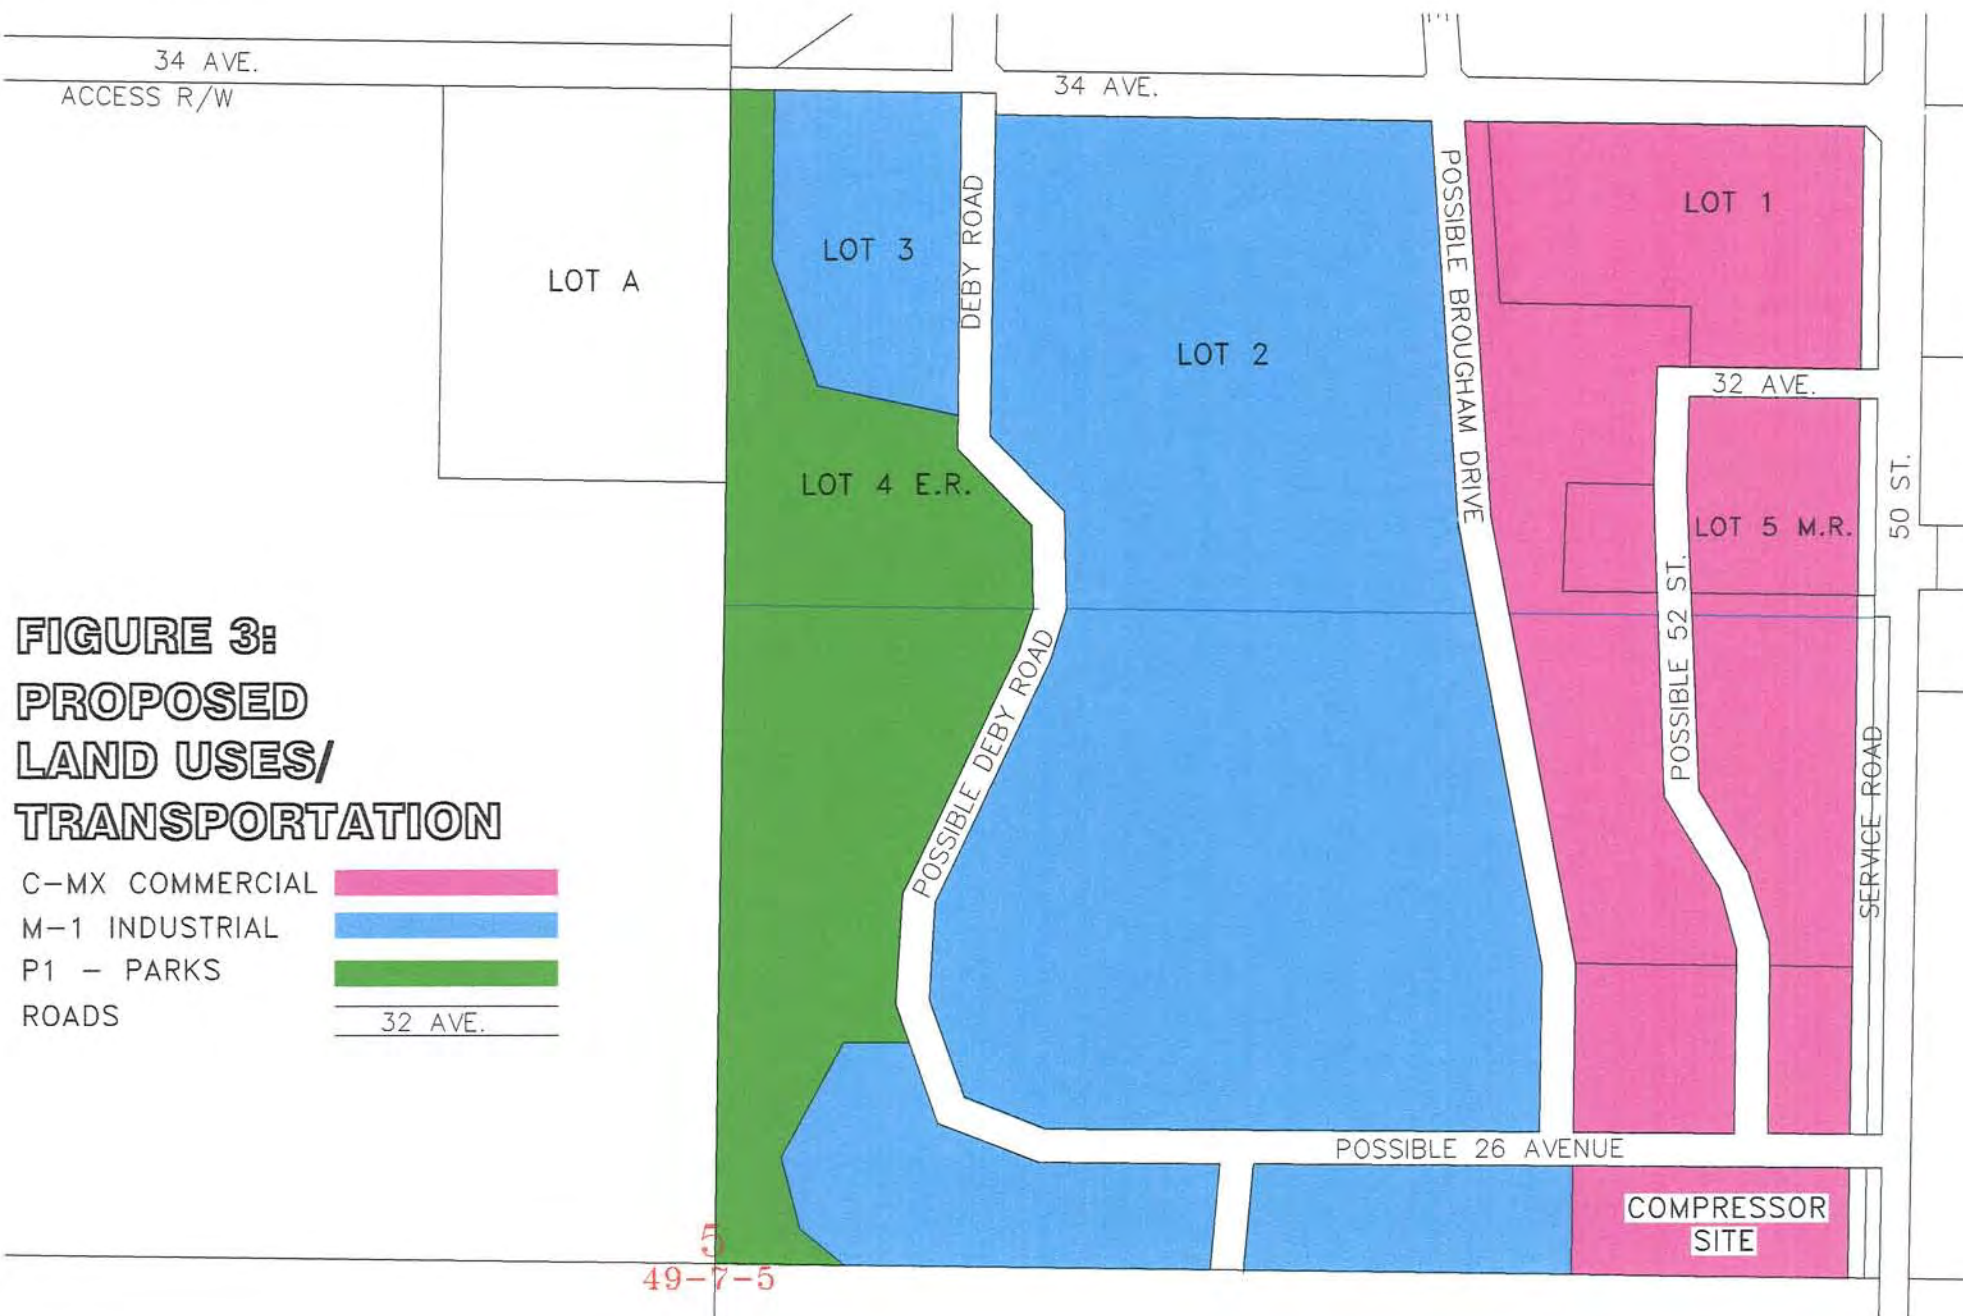 34 AVE.
ACCESS R/W
34 AVE.
LOT A
LOT 3
DEBY ROAD
LOT 2
POSSIBLE BROUGHAM DRIVE
LOT 1
32 AVE.
LOT 4 E.R.
LOT 5 M.R.
50 ST.
POSSIBLE 52 ST.
POSSIBLE DEBY ROAD
SERVICE ROAD
FIGURE 3:
PROPOSED
LAND USES/
TRANSPORTATION
C-MX COMMERCIAL
M-1 INDUSTRIAL
P1 - PARKS
ROADS
32 AVE.
POSSIBLE 26 AVENUE
COMPRESSOR
SITE
5
49-7-5